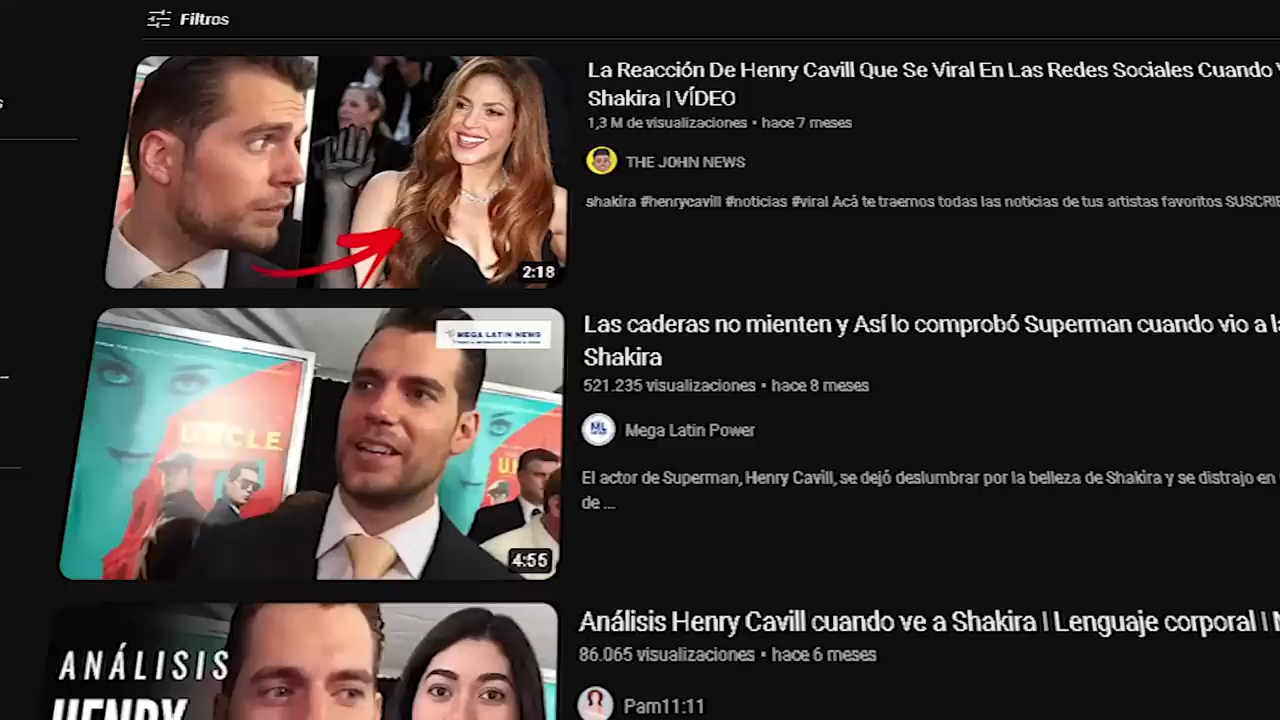 Filtros
La Reacción De Henry Cavill Que Se Viral En Las Redes Sociales Cuando
Shakira | VÍDEO
1,3 M de visualizaciones • hace 7 meses
THE JOHN NEWS
shakira #henrycavill #noticias #viral Acá te traemos todas las noticias de tus artistas favoritos
2:18
MEGA LATIN NEWS
UNCLE
4:55
Las caderas no mienten y Así lo comprobó Superman cuando vio a
Shakira
521.235 visualizaciones • hace 8 meses
ML
Mega Latin Power
El actor de Superman, Henry Cavill, se dejó deslumbrar por la belleza de Shakira y se distrajo en
de ...
ANÁLISIS
HENRY
Análisis Henry Cavill cuando ve a Shakira | Lenguaje corporal |
86.065 visualizaciones • hace 6 meses
Pam11:11